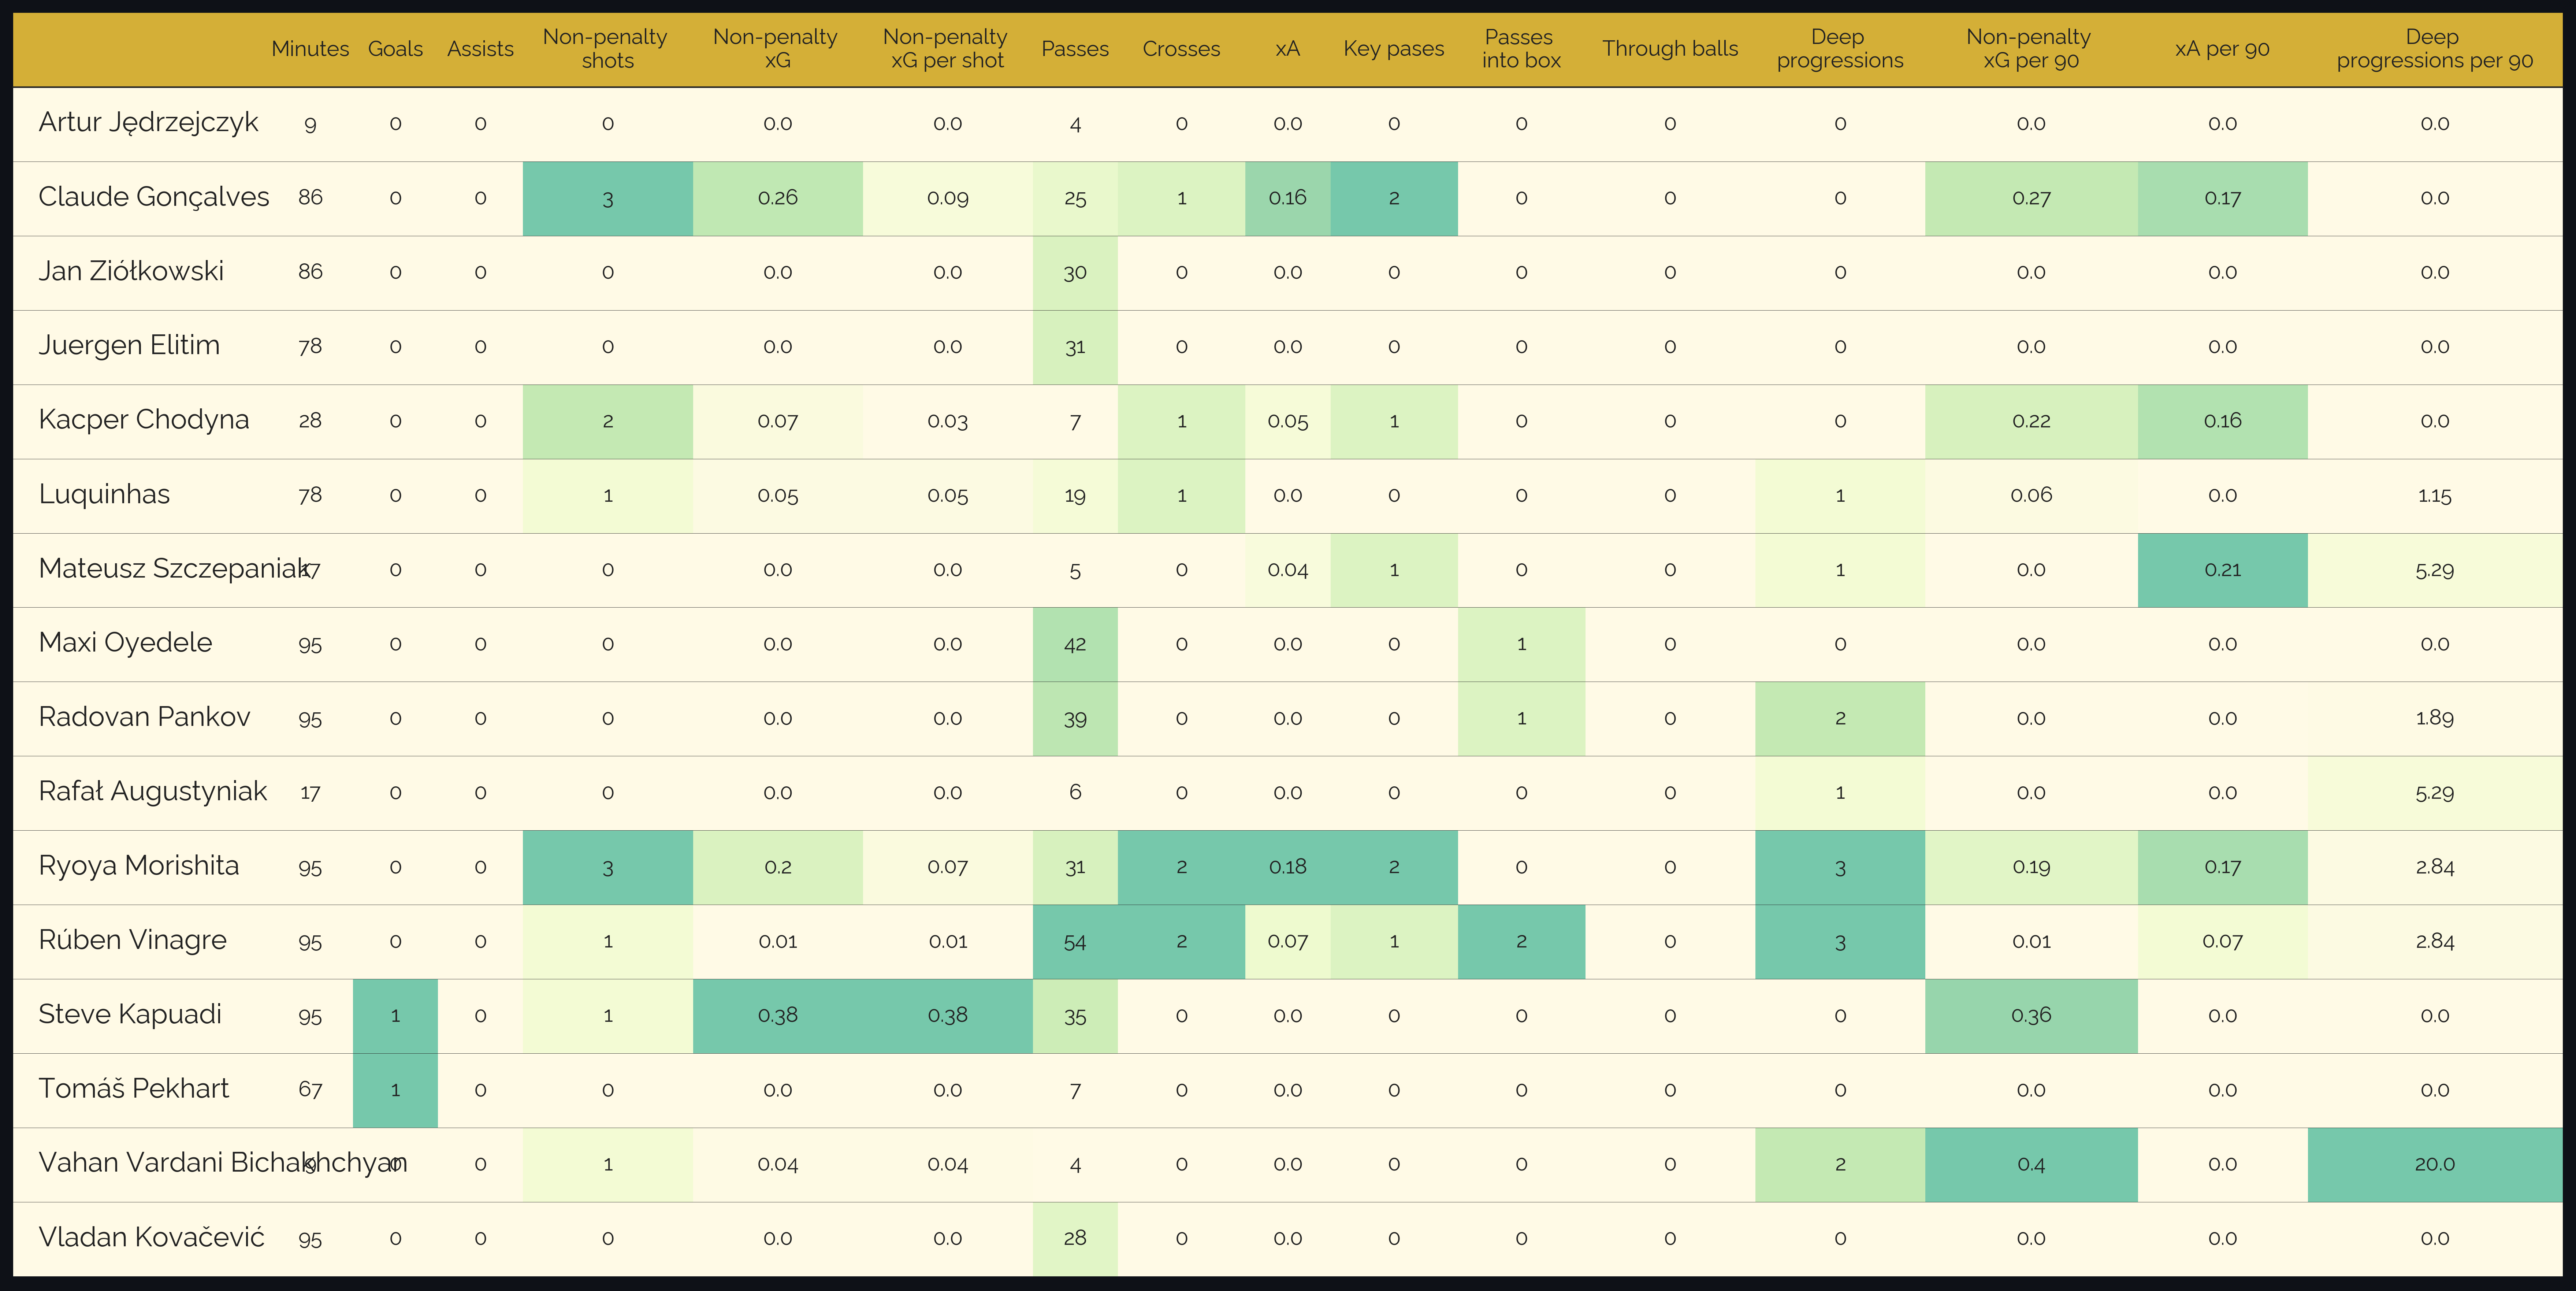 Minutes Goals Assists Non-penalty shots Non-penalty xG Non-penalty xG per shot Passes Crosses xA Key pases Passes into box Through balls Deep progressions Non-penalty xG per 90 xA per 90 Deep progressions per 90
Artur Jędrzejczyk 9 0 0 0 0.0 0.0 4 0 0.0 0 0 0 0 0.0 0.0 0.0
Claude Gonçalves 86 0 0 3 0.26 0.09 25 1 0.16 2 0 0 0 0.27 0.17 0.0
Jan Ziółkowski 86 0 0 0 0.0 0.0 30 0 0.0 0 0 0 0 0.0 0.0 0.0
Juergen Elitim 78 0 0 0 0.0 0.0 31 0 0.0 0 0 0 0 0.0 0.0 0.0
Kacper Chodyna 28 0 0 2 0.07 0.03 7 1 0.05 1 0 0 0 0.22 0.16 0.0
Luquinhas 78 0 0 1 0.05 0.05 19 1 0.0 0 0 0 1 0.06 0.0 1.15
Mateusz Szczepaniak 17 0 0 0 0.0 0.0 5 0 0.04 1 0 0 1 0.0 0.21 5.29
Maxi Oyedele 95 0 0 0 0.0 0.0 42 0 0.0 0 1 0 0 0.0 0.0 0.0
Radovan Pankov 95 0 0 0 0.0 0.0 39 0 0.0 0 1 0 2 0.0 0.0 1.89
Rafał Augustyniak 17 0 0 0 0.0 0.0 6 0 0.0 0 0 0 1 0.0 0.0 5.29
Ryoya Morishita 95 0 0 3 0.2 0.07 31 2 0.18 2 0 0 3 0.19 0.17 2.84
Rúben Vinagre 95 0 0 1 0.01 0.01 54 2 0.07 1 2 0 3 0.01 0.07 2.84
Steve Kapuadi 95 1 0 1 0.38 0.38 35 0 0.0 0 0 0 0 0.36 0.0 0.0
Tomáš Pekhart 67 1 0 0 0.0 0.0 7 0 0.0 0 0 0 0 0.0 0.0 0.0
Vahan Vardani Bichakhchyan 9 0 0 1 0.04 0.04 4 0 0.0 0 0 0 2 0.4 0.0 20.0
Vladan Kovačević 95 0 0 0 0.0 0.0 28 0 0.0 0 0 0 0 0.0 0.0 0.0